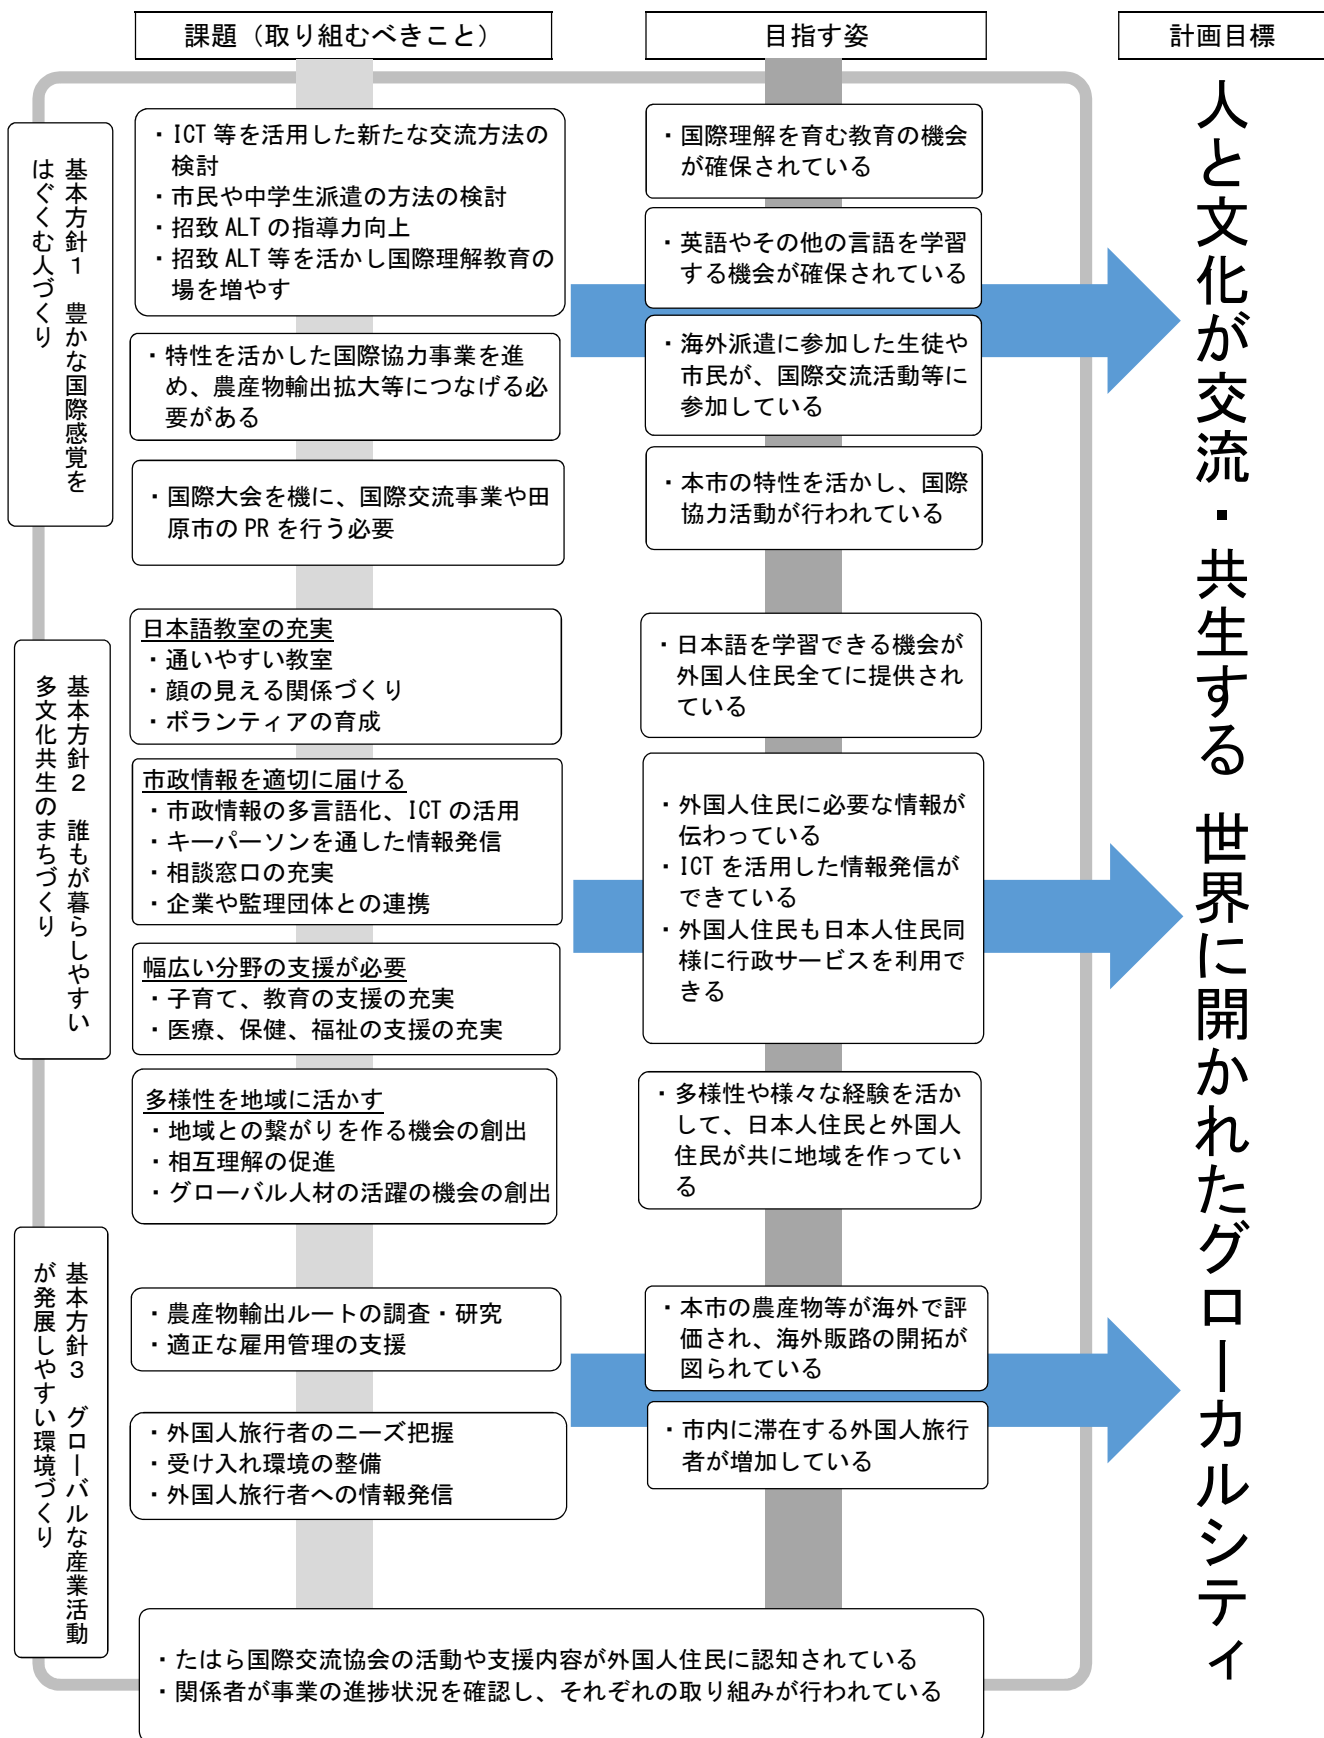 課題（取り組むべきこと）
目指す姿
計画目標
基本方針１　豊かな国際感覚を
はぐくむ人づくり
・ICT 等を活用した新たな交流方法の
検討
・市民や中学生派遣の方法の検討
・招致 ALT の指導力向上
・招致 ALT 等を活かし国際理解教育の
場を増やす
・特性を活かした国際協力事業を進
め、農産物輸出拡大等につなげる必
要がある
・国際大会を機に、国際交流事業や田
原市の PR を行う必要
・国際理解を育む教育の機会
が確保されている
・英語やその他の言語を学習
する機会が確保されている
・海外派遣に参加した生徒や
市民が、国際交流活動等に
参加している
・本市の特性を活かし、国際
協力活動が行われている
基本方針２　誰もが暮らしやすい
多文化共生のまちづくり
日本語教室の充実
・通いやすい教室
・顔の見える関係づくり
・ボランティアの育成
市政情報を適切に届ける
・市政情報の多言語化、ICT の活用
・キーパーソンを通した情報発信
・相談窓口の充実
・企業や監理団体との連携
幅広い分野の支援が必要
・子育て、教育の支援の充実
・医療、保健、福祉の支援の充実
多様性を地域に活かす
・地域との繋がりを作る機会の創出
・相互理解の促進
・グローバル人材の活躍の機会の創出
・日本語を学習できる機会が
外国人住民全てに提供され
ている
・外国人住民に必要な情報が
伝わっている
・ICT を活用した情報発信が
できている
・外国人住民も日本人住民同
様に行政サービスを利用で
きる
・多様性や様々な経験を活か
して、日本人住民と外国人
住民が共に地域を作ってい
る
基本方針３　グローバルな産業活動
が発展しやすい環境づくり
・農産物輸出ルートの調査・研究
・適正な雇用管理の支援
・外国人旅行者のニーズ把握
・受け入れ環境の整備
・外国人旅行者への情報発信
・本市の農産物等が海外で評
価され、海外販路の開拓が
図られている
・市内に滞在する外国人旅行
者が増加している
・たはら国際交流協会の活動や支援内容が外国人住民に認知されている
・関係者が事業の進捗状況を確認し、それぞれの取り組みが行われている
人と文化が交流・共生する 世界に開かれたグローカルシティ